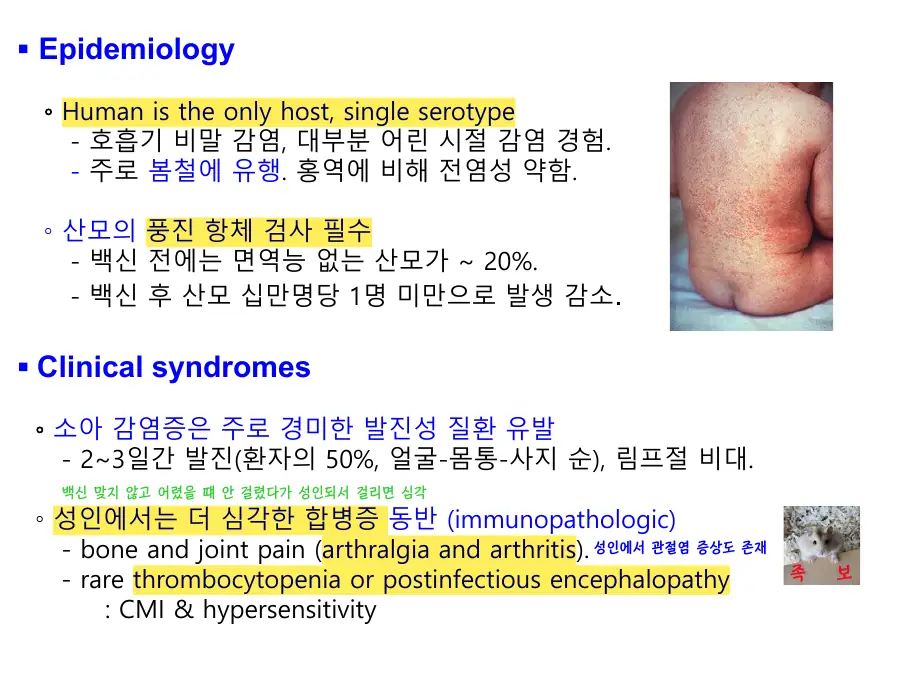 ▪ Epidemiology
∘ Human is the only host, single serotype
- 호흡기 비말 감염, 대부분 어린 시절 감염 경험.
- 주로 봄철에 유행. 홍역에 비해 전염성 약함.
∘ 산모의 풍진 항체 검사 필수
- 백신 전에는 면역능 없는 산모가 ~ 20%.
- 백신 후 산모 십만명당 1명 미만으로 발생 감소.
▪ Clinical syndromes
∘ 소아 감염증은 주로 경미한 발진성 질환 유발
- 2~3일간 발진(환자의 50%, 얼굴-몸통-사지 순), 림프절 비대.
백신 맞지 않고 어렸을 때 안 걸렸다가 성인되서 걸리면 심각
∘ 성인에서는 더 심각한 합병증 동반 (immunopathologic)
- bone and joint pain (arthralgia and arthritis). 성인에서 관절염 증상도 존재
- rare thrombocytopenia or postinfectious encephalopathy
: CMI & hypersensitivity
족 보